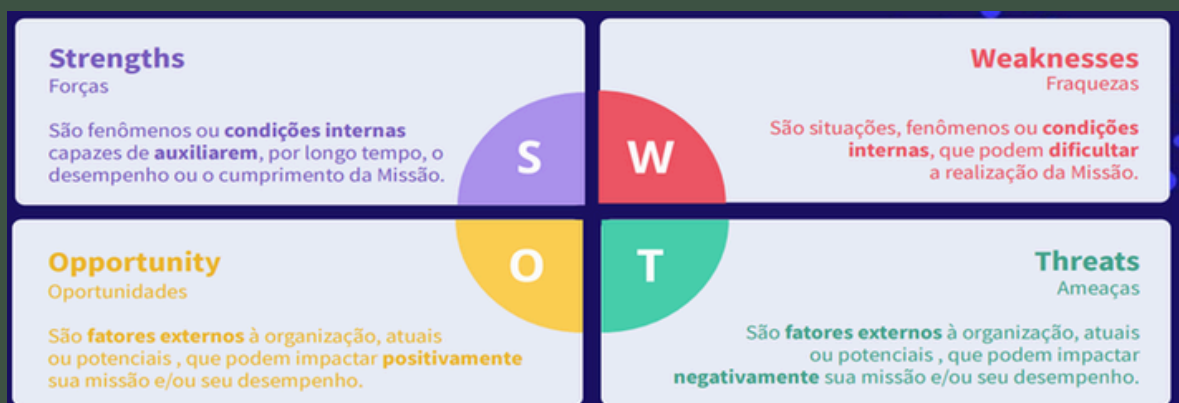 Strengths
Forças
São fenômenos ou condições internas
capazes de auxiliarem, por longo tempo, o
desempenho ou o cumprimento da Missão.
S
Weaknesses
Fraquezas
São situações, fenômenos ou condições
internas, que podem dificultar
a realização da Missão.
W
Opportunity
Oportunidades
São fatores externos à organização, atuais
ou potenciais , que podem impactar positivamente
sua missão e/ou seu desempenho.
O
Threats
Ameaças
São fatores externos à organização, atuais
ou potenciais , que podem impactar
negativamente sua missão e/ou seu desempenho.
T